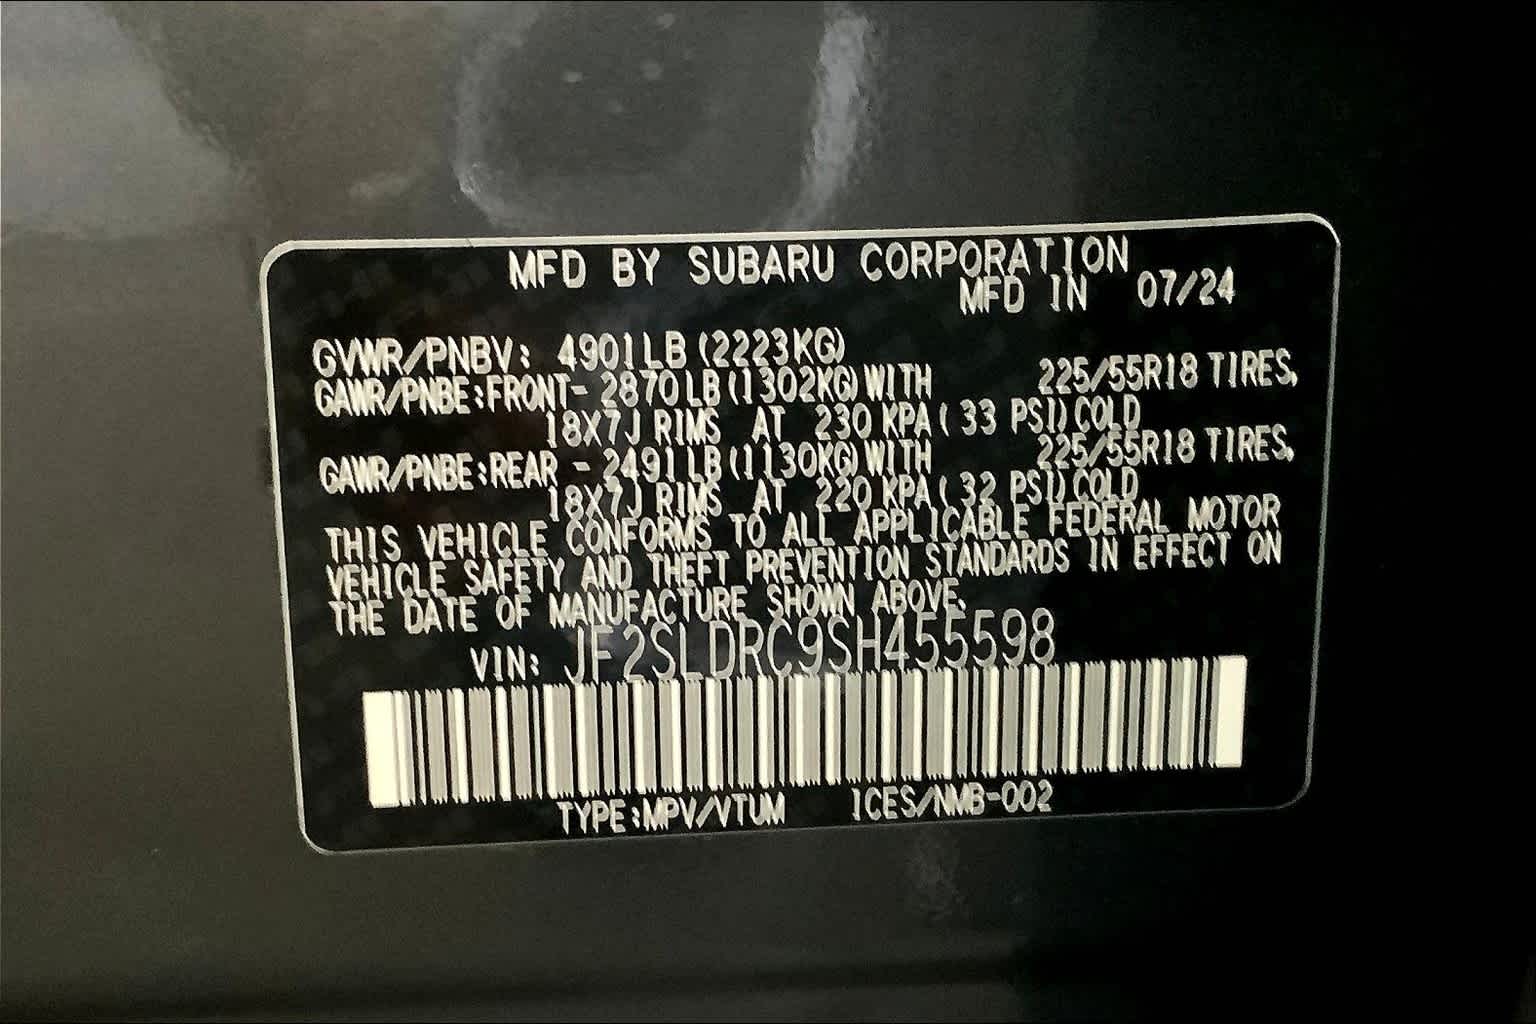 MFD BY SUBARU CORPORATION
MFD IN 07/24
GVWR/PNBV: 4901LB (2223KG)
GAWR/PNBE:FRONT- 2870LB(1302KG)WITH 225/55R18 TIRES,
18X7J RIMS AT 230 KPA( 33 PSI)COLD
GAWR/PNBE:REAR - 2491LB(1130KG)WITH 225/55R18 TIRES,
18X7J RIMS AT 220 KPA( 32 PSI)COLD
THIS VEHICLE CONFORMS TO ALL APPLICABLE FEDERAL MOTOR
VEHICLE SAFETY AND THEFT PREVENTION STANDARDS IN EFFECT ON
THE DATE OF MANUFACTURE SHOWN ABOVE.
VIN: JF2SLDRC9SH455598
TYPE:MPV/VTUM ICES/NMB-002